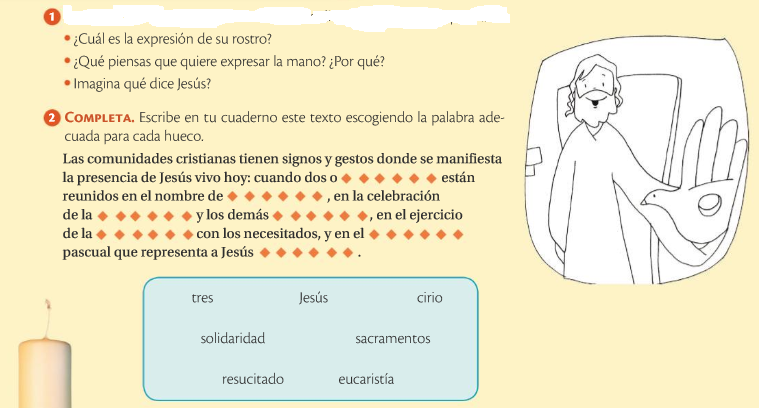 1
• ¿Cuál es la expresión de su rostro?
• ¿Qué piensas que quiere expresar la mano? ¿Por qué?
• Imagina qué dice Jesús?
2 COMPLETA. Escribe en tu cuaderno este texto escogiendo la palabra ade-
cuada para cada hueco.
Las comunidades cristianas tienen signos y gestos donde se manifiesta
la presencia de Jesús vivo hoy: cuando dos o ◆ ◆ ◆ ◆ ◆ ◆ están
reunidos en el nombre de ◆ ◆ ◆ ◆ ◆ ◆ , en la celebración
de la ◆ ◆ ◆ ◆ ◆ ◆ y los demás ◆ ◆ ◆ ◆ ◆ ◆ , en el ejercicio
de la ◆ ◆ ◆ ◆ ◆ ◆ con los necesitados, y en el ◆ ◆ ◆ ◆ ◆ ◆
pascual que representa a Jesús ◆ ◆ ◆ ◆ ◆ ◆ .
tres Jesús cirio
solidaridad sacramentos
resucitado eucaristía